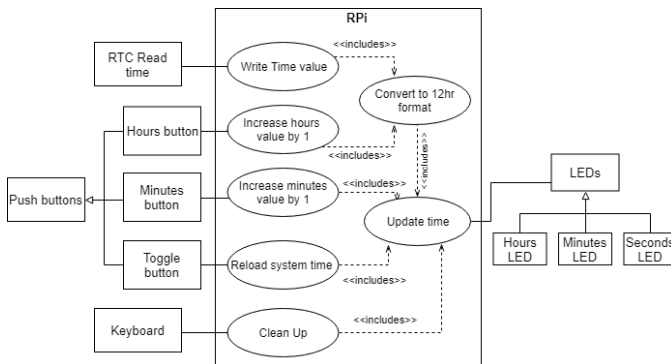 RPi
RTC Read
time
Write Time value
<<includes>>
Convert to 12hr
format
Hours button
Increase hours
value by 1
<<includes>>
<<includes>>
Push buttons
Minutes
button
Increase minutes
value by 1
<<includes>>
Update time
LEDs
Hours
LED
Minutes
LED
Seconds
LED
Toggle
button
Reload system time
<<includes>>
Keyboard
Clean Up
<<includes>>